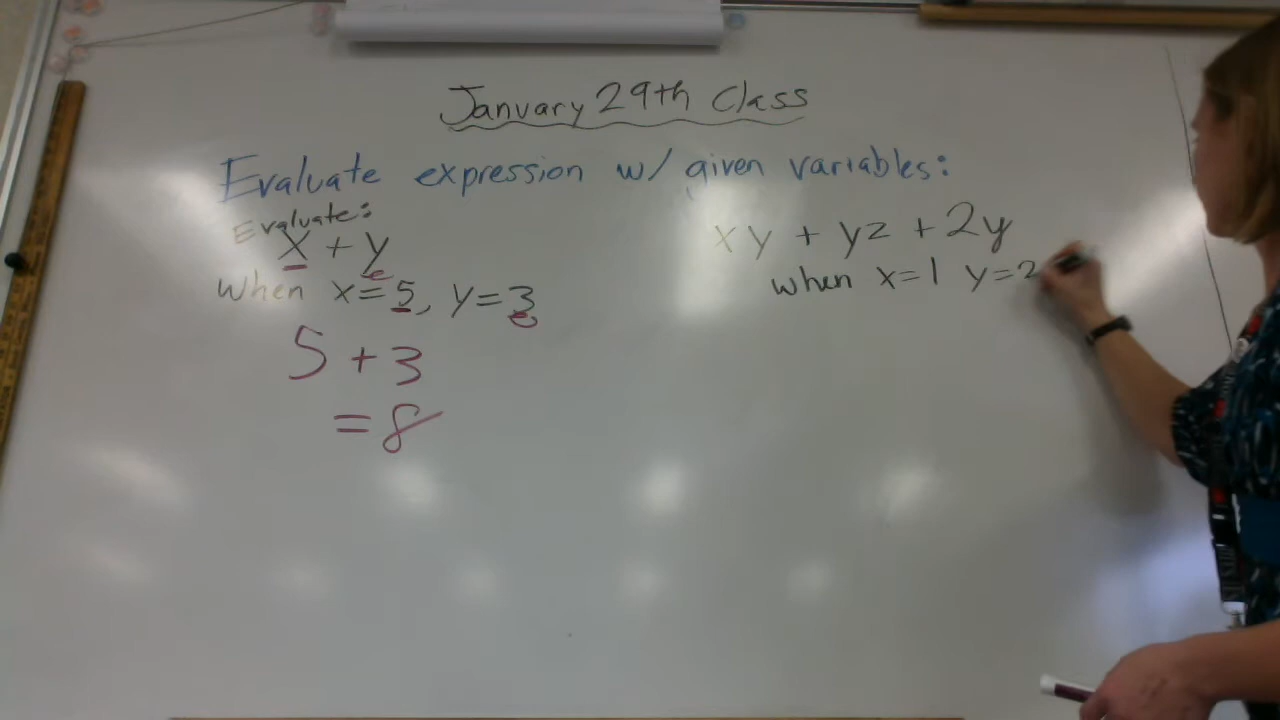 January 29th Class
Evaluate expression w/ given variables:
Evaluate:
x + y
when x=5, y=3
5 + 3
= 8
xy + yz + 2y
when x=1 y=2